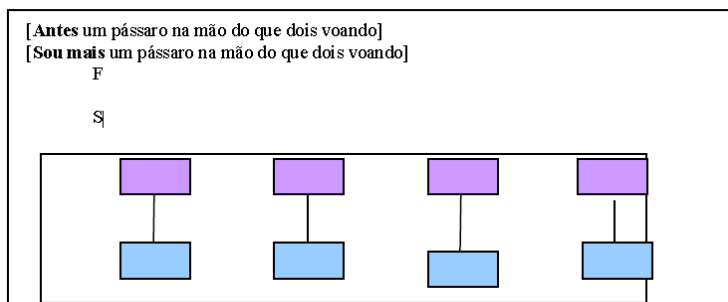 [Antes um pássaro na mão do que dois voando]
[Sou mais um pássaro na mão do que dois voando]
F
S